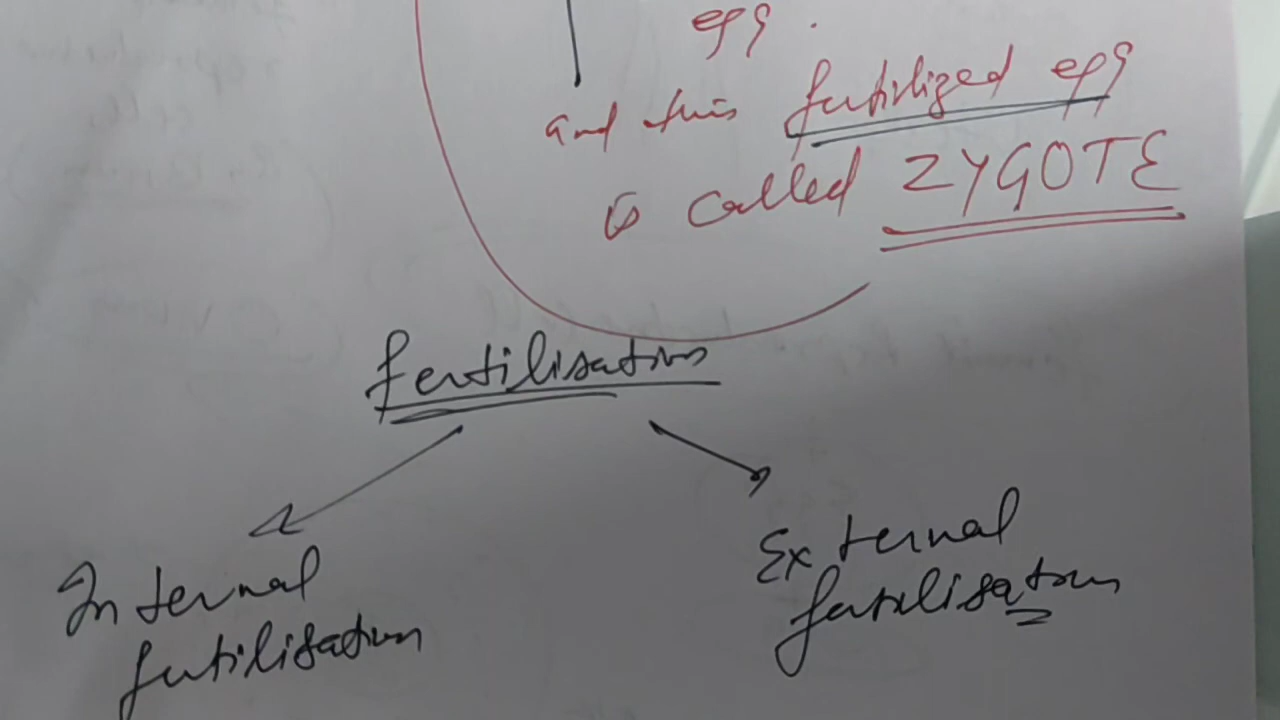 egg.
and this fertilized egg
is called ZYGOTE
fertilisation
Internal
fertilisation
External
fertilisation